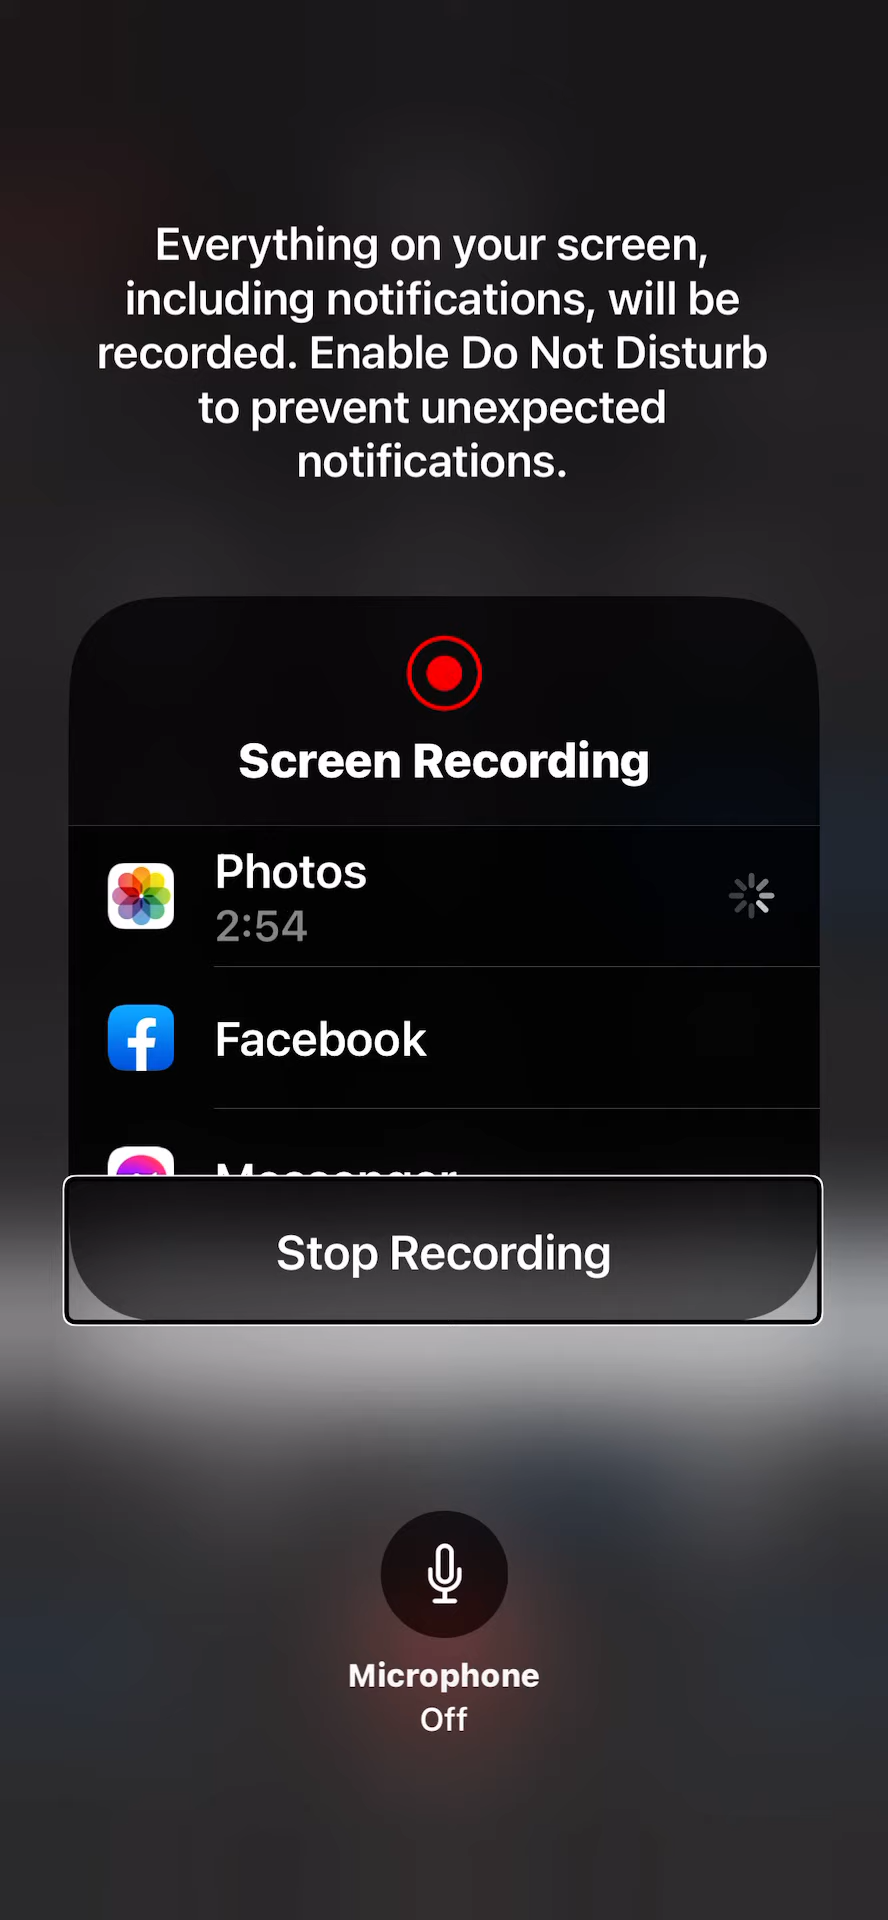 Everything on your screen,
including notifications, will be
recorded. Enable Do Not Disturb
to prevent unexpected
notifications.
Screen Recording
Photos
2:54
Facebook
Messenger
Stop Recording
Microphone
Off